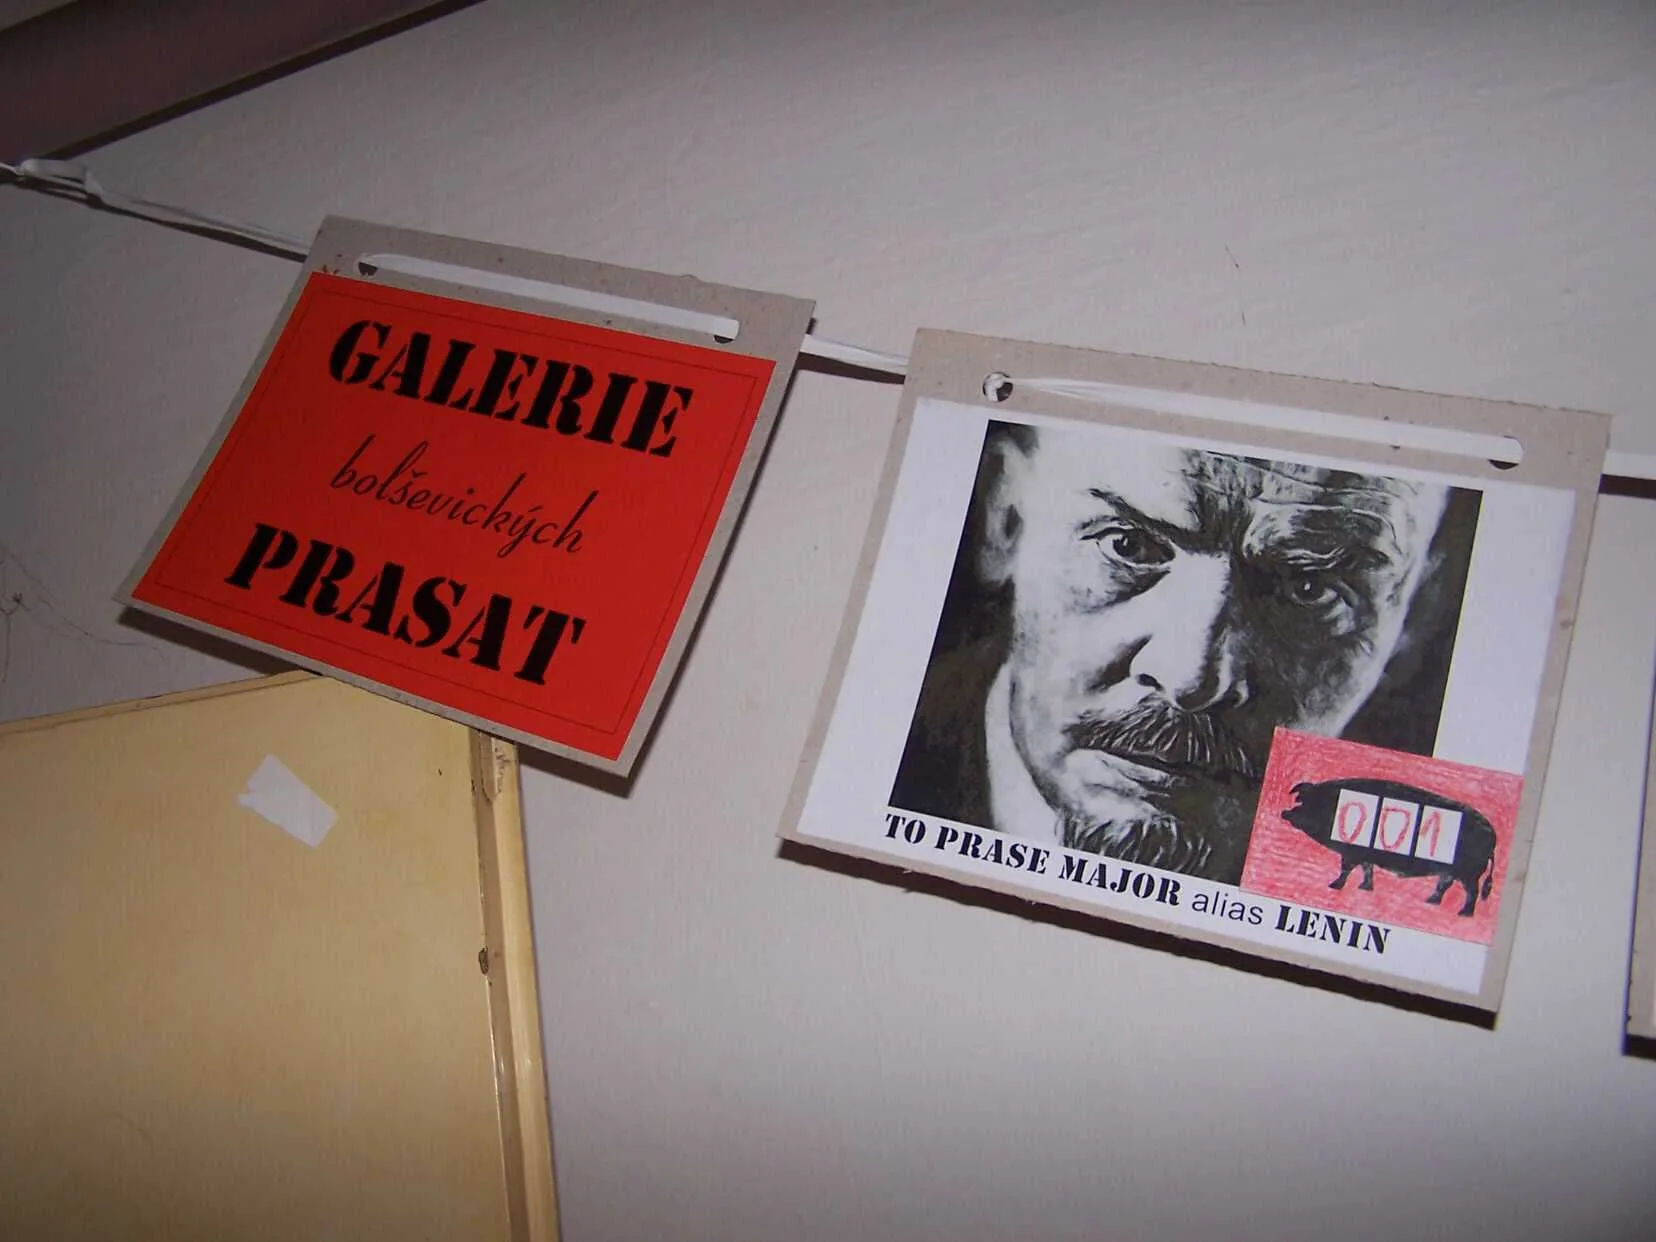 GALERIE
bolševických
PRASAT
001
TO PRASE MAJOR alias LENIN